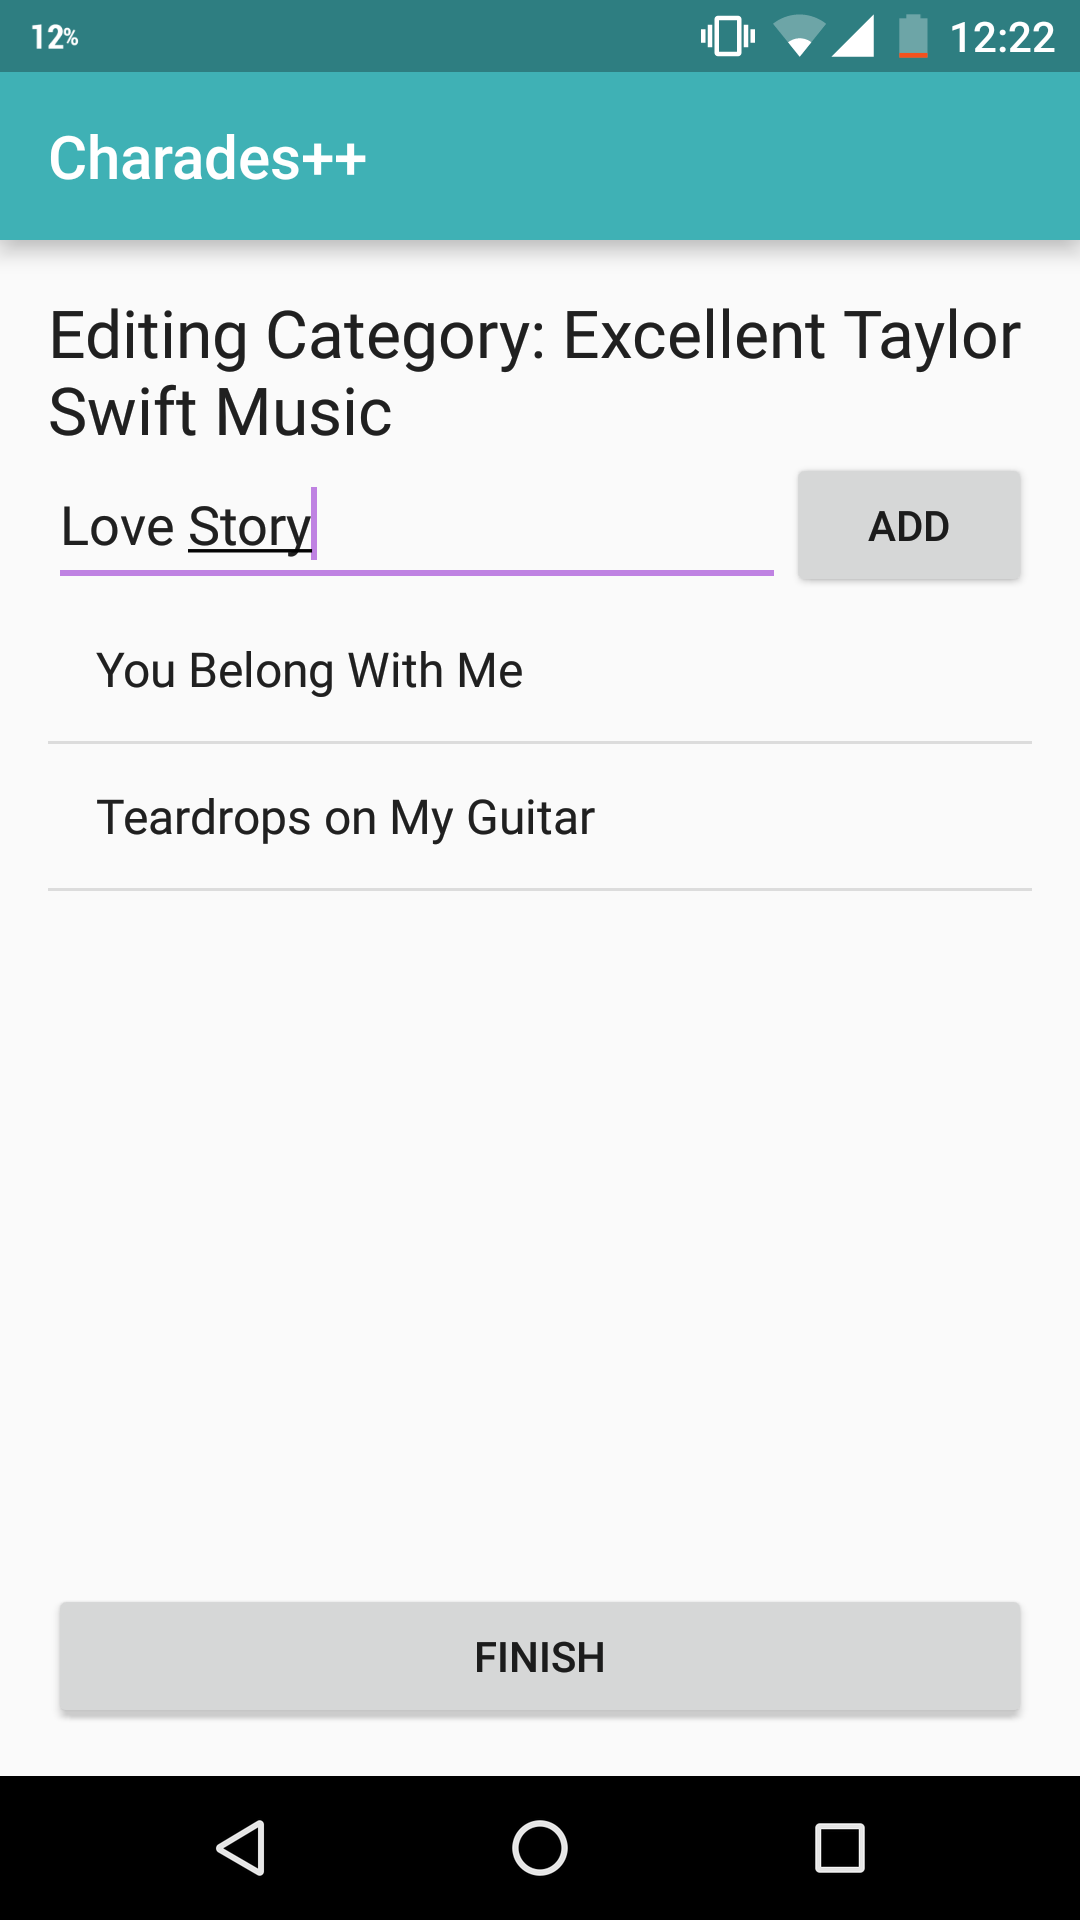 12% 12:22
Charades++
Editing Category: Excellent Taylor
Swift Music
Love Story ADD
You Belong With Me
Teardrops on My Guitar
FINISH